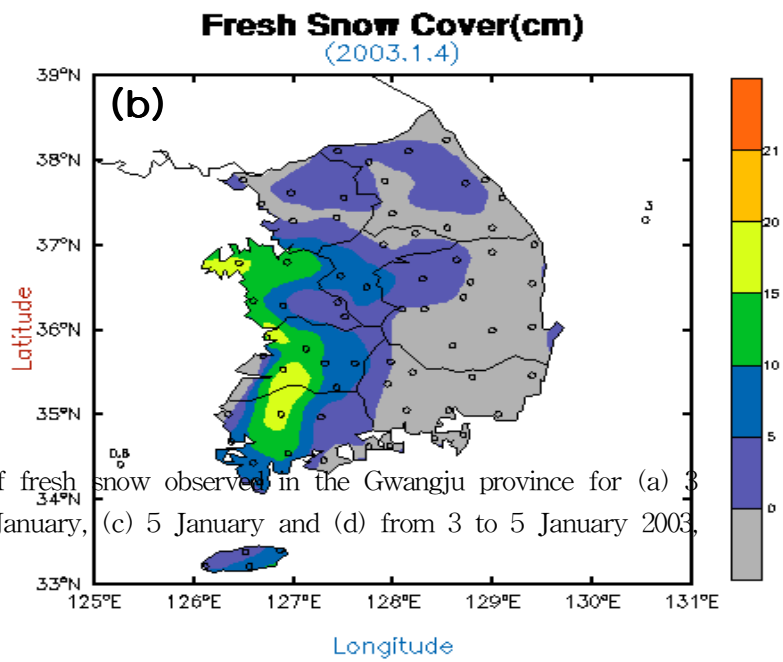 Fresh Snow Cover(cm)
(2003.1.4)
39°N
(b)
38°N
37°N
36°N
35°N
34°N
33°N
Latitude
3
0.8
21
20
15
10
5
0
f fresh snow observed in the Gwangju province for (a) 3
January, (c) 5 January and (d) from 3 to 5 January 2003,
125°E 126°E 127°E 128°E 129°E 130°E 131°E
Longitude